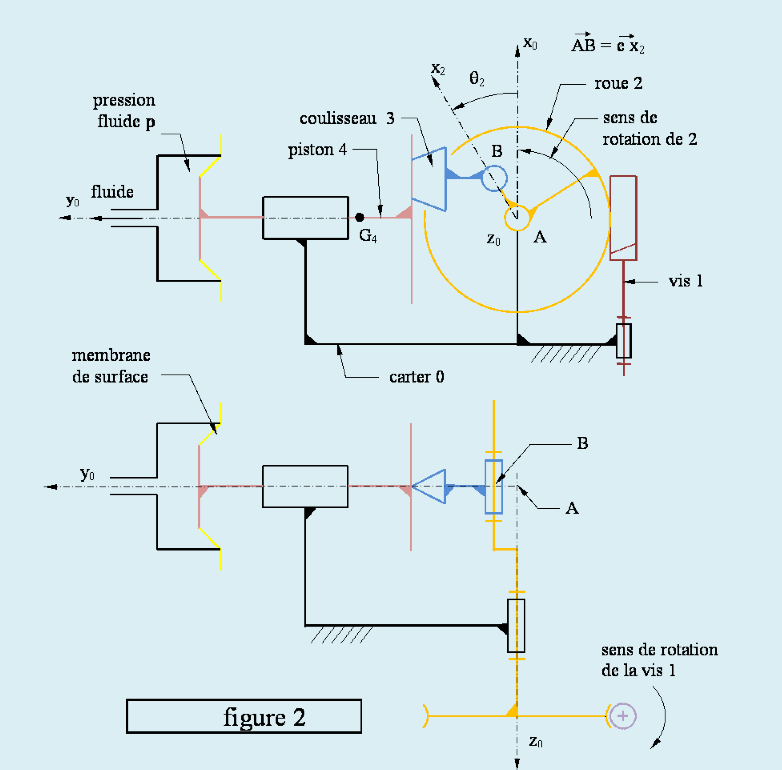 x₀
AB = e x₂
x₂
θ₂
roue 2
pression
fluide p
coulisseau 3
sens de
rotation de 2
piston 4
B
y₀
fluide
G₄
z₀
A
vis 1
membrane
de surface
carter 0
y₀
B
A
sens de rotation
de la vis 1
figure 2
z₀